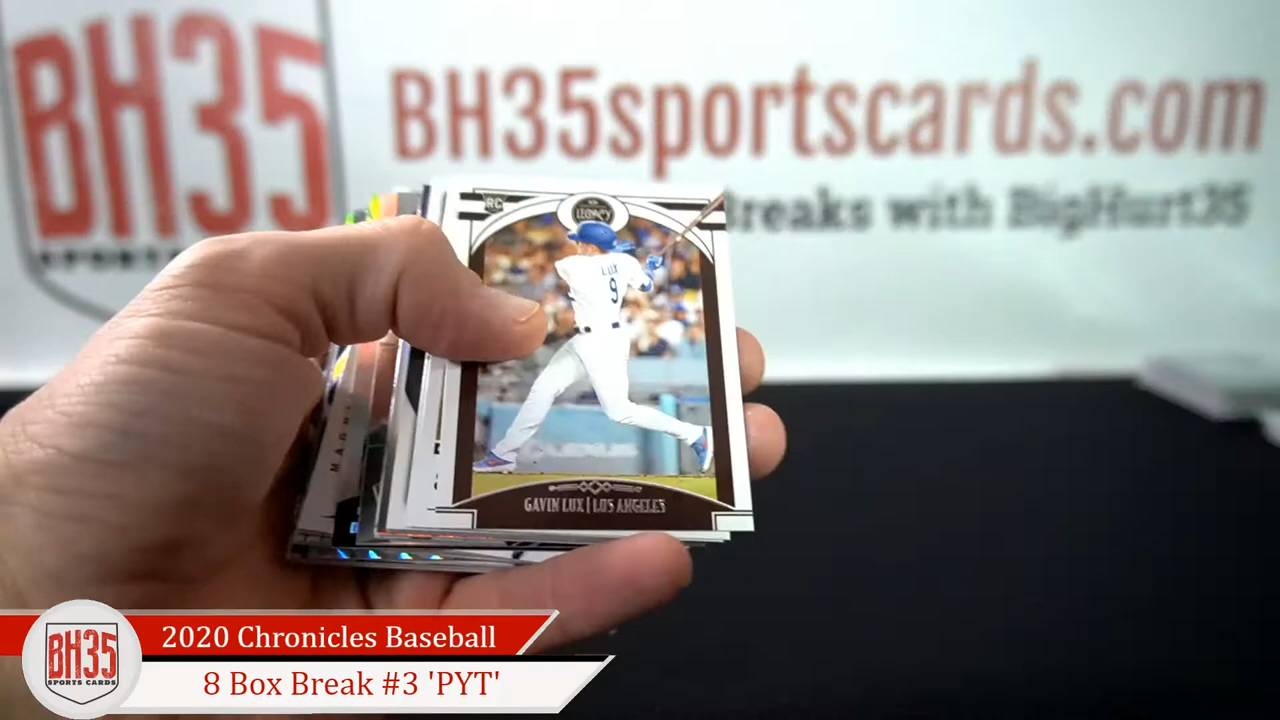 BH35
SPORTS
BH35sportscards.com
Breaks with BigHurt35
RC
LEGACY
LUX
9
GAVIN LUX | LOS ANGELES
BH35
SPORTS CARDS
2020 Chronicles Baseball
8 Box Break #3 'PYT'